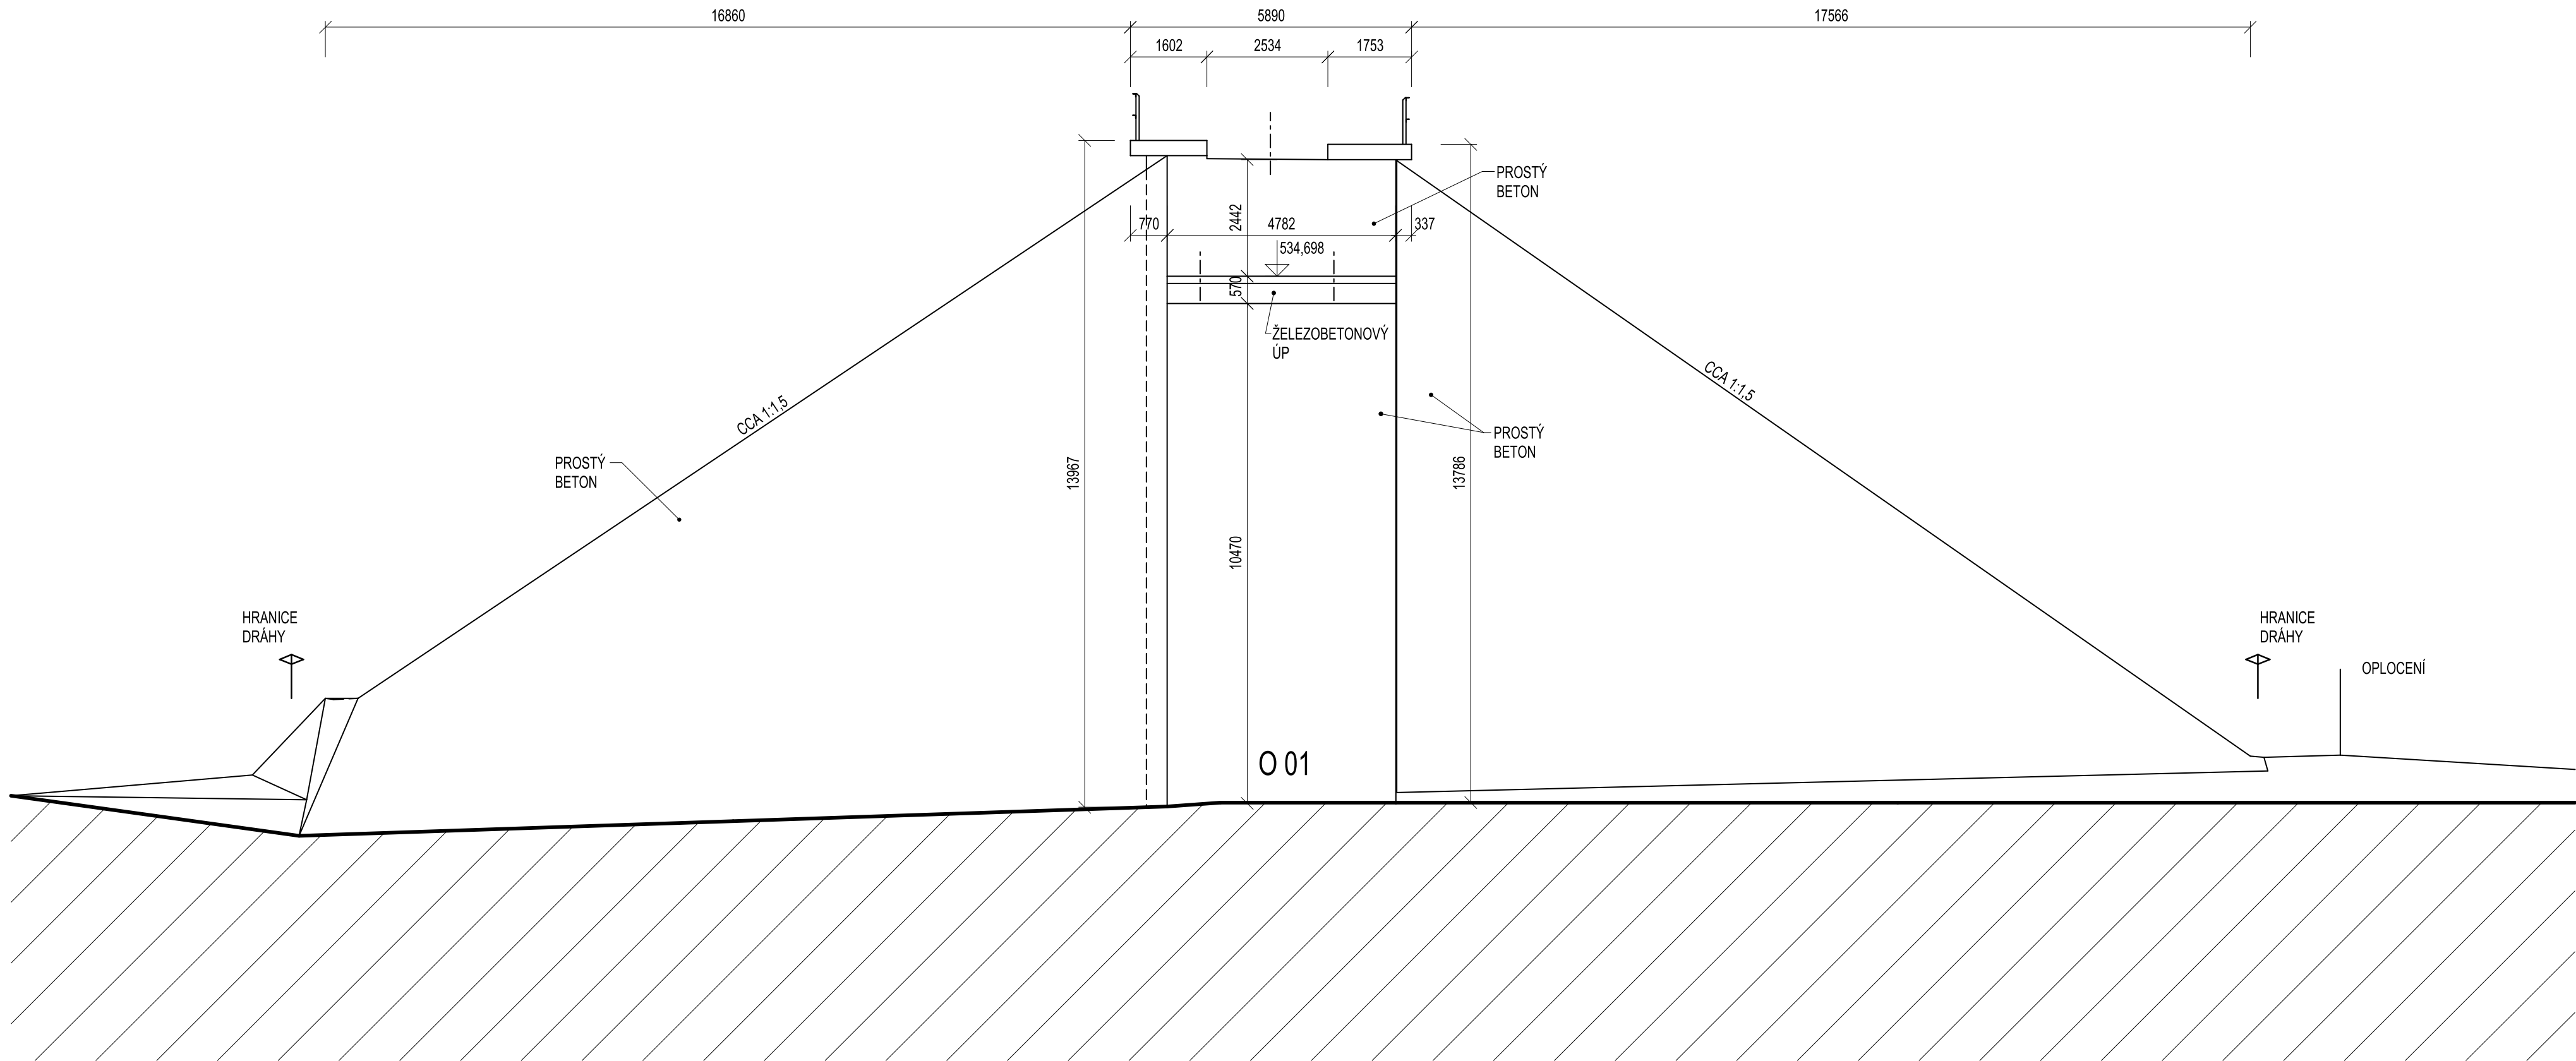 16860
5890
17566
1602
2534
1753
PROSTÝ
BETON
770
2442
4782
337
534,698
570
ŽELEZOBETONOVÝ
ÚP
CCA 1:1,5
CCA 1:1,5
PROSTÝ
BETON
PROSTÝ
BETON
13967
13786
10470
HRANICE
DRÁHY
HRANICE
DRÁHY
OPLOCENÍ
O 01